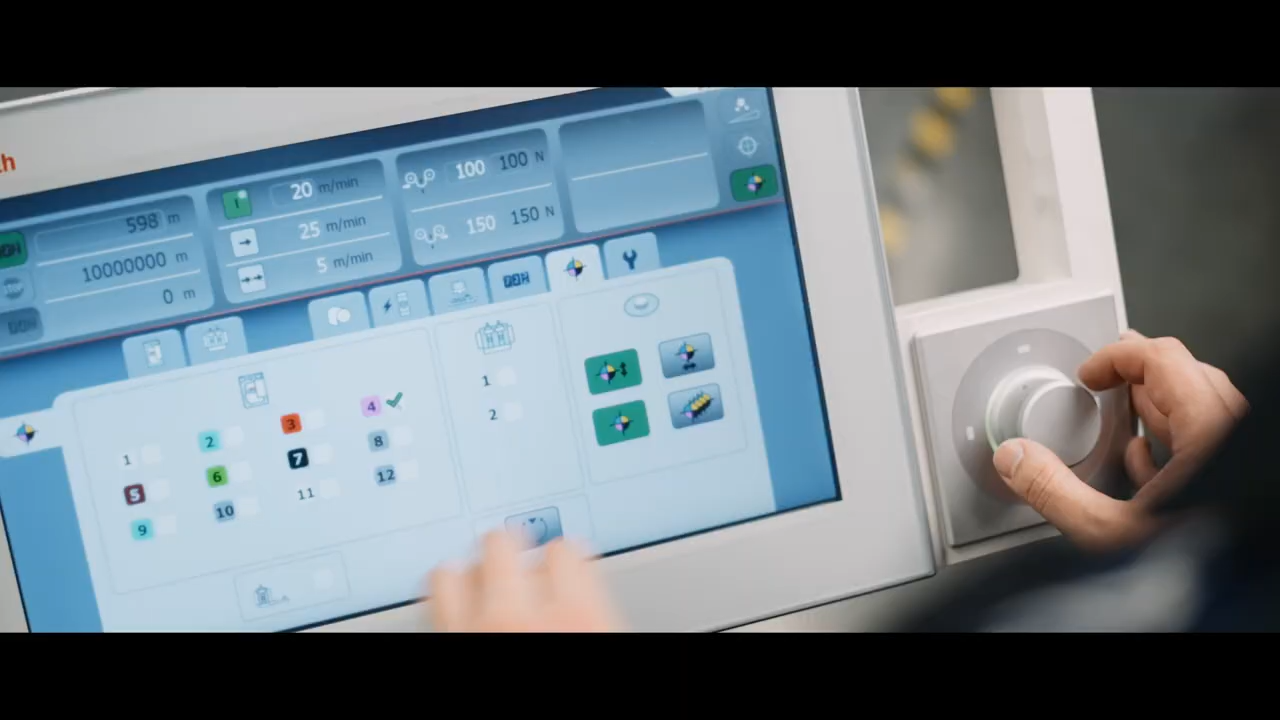 th
598 m
10000000 m
0 m
20 m/min
25 m/min
5 m/min
100 100 N
150 150 N
1 2 3 4
5 6 7 8
9 10 11 12
1
2